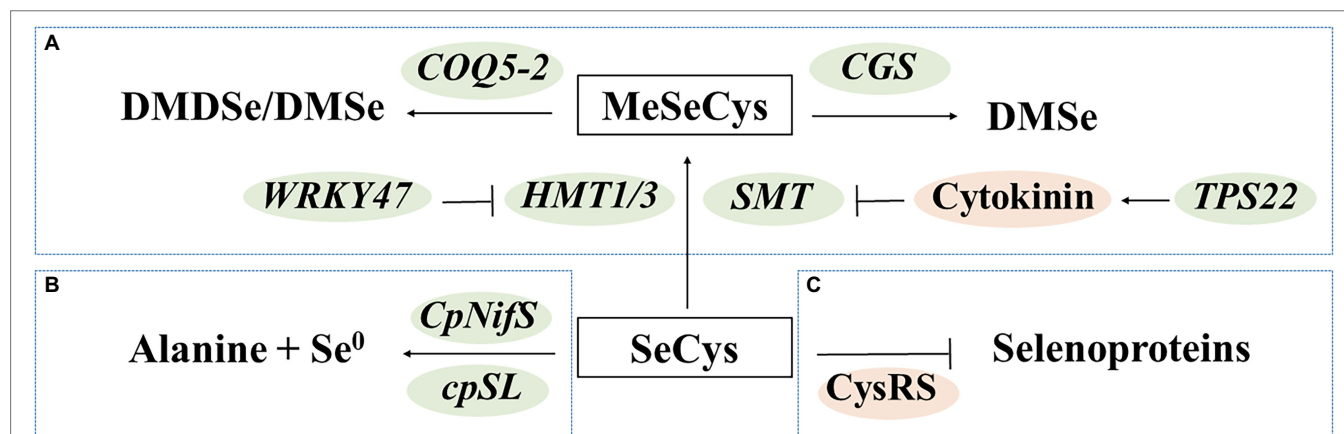 A
COQ5-2
CGS
DMDSe/DMSe
MeSeCys
DMSe
WRKY47
HMT1/3
SMT
Cytokinin
TPS22
B
CpNifS
Alanine + Se⁰
cpSL
SeCys
C
Selenoproteins
CysRS